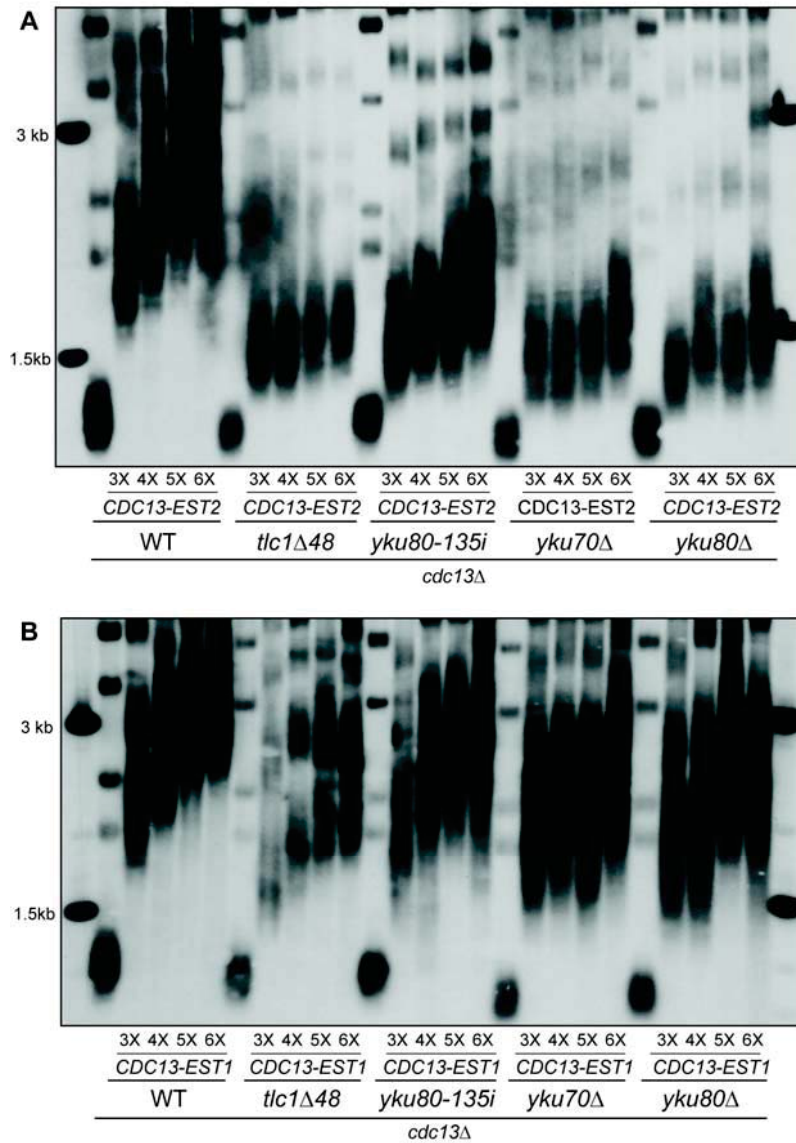 A
3 kb
1.5kb
3X 4X 5X 6X 3X 4X 5X 6X 3X 4X 5X 6X 3X 4X 5X 6X 3X 4X 5X 6X
CDC13-EST2 CDC13-EST2 CDC13-EST2 CDC13-EST2 CDC13-EST2
WT tlc1Δ48 yku80-135i yku70Δ yku80Δ
cdc13Δ
B
3 kb
1.5kb
3X 4X 5X 6X 3X 4X 5X 6X 3X 4X 5X 6X 3X 4X 5X 6X 3X 4X 5X 6X
CDC13-EST1 CDC13-EST1 CDC13-EST1 CDC13-EST1 CDC13-EST1
WT tlc1Δ48 yku80-135i yku70Δ yku80Δ
cdc13Δ